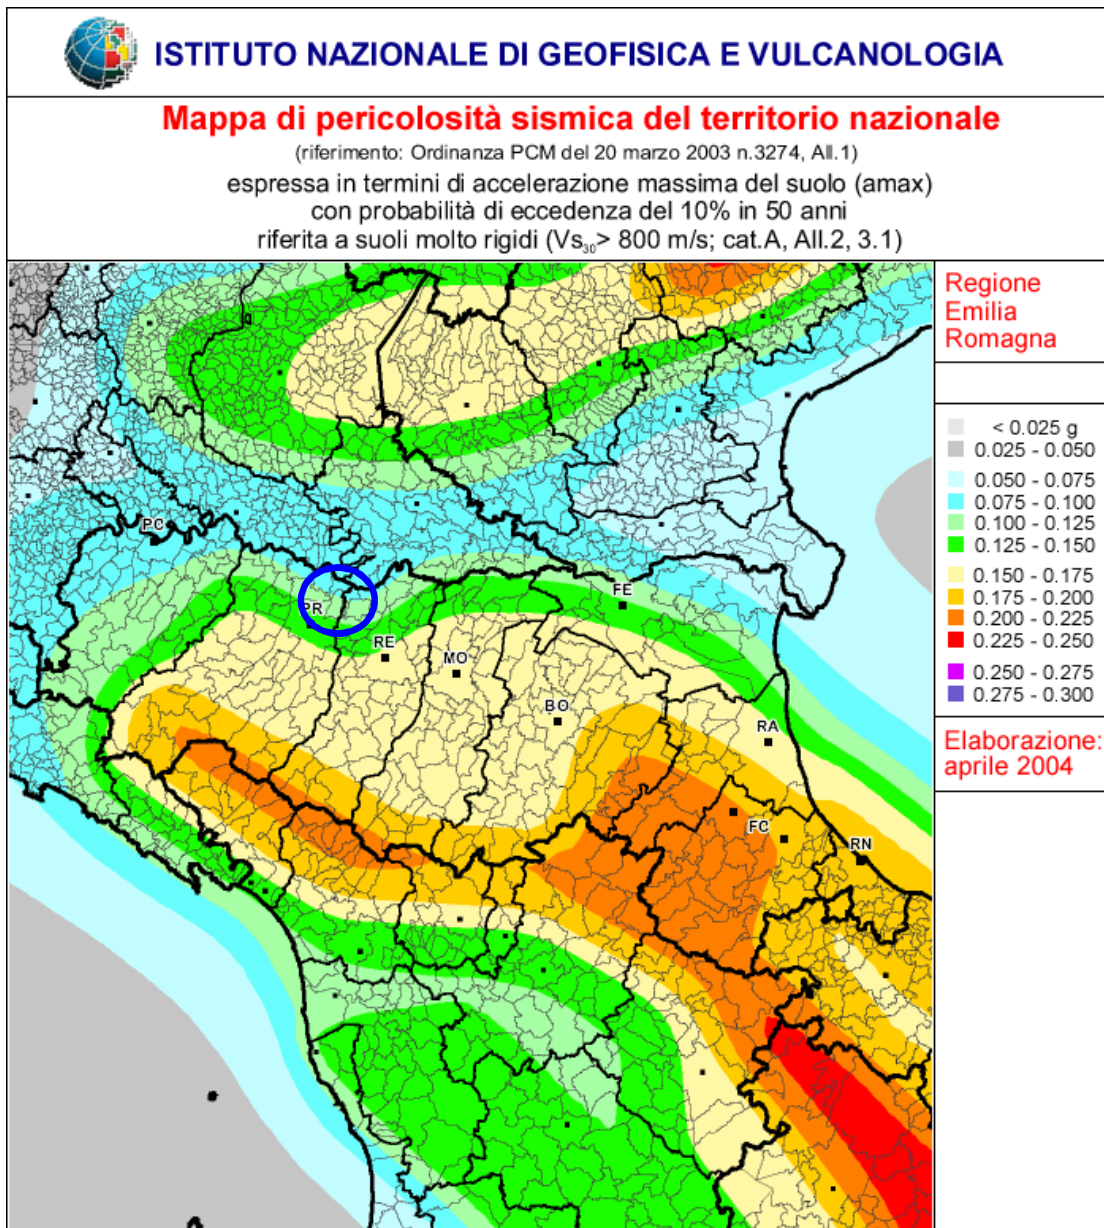 ISTITUTO NAZIONALE DI GEOFISICA E VULCANOLOGIA
Mappa di pericolosità sismica del territorio nazionale
(riferimento: Ordinanza PCM del 20 marzo 2003 n.3274, All.1)
espressa in termini di accelerazione massima del suolo (amax)
con probabilità di eccedenza del 10% in 50 anni
riferita a suoli molto rigidi (Vs₃₀> 800 m/s; cat.A, All.2, 3.1)
Regione
Emilia
Romagna
< 0.025 g
0.025 - 0.050
0.050 - 0.075
0.075 - 0.100
0.100 - 0.125
0.125 - 0.150
0.150 - 0.175
0.175 - 0.200
0.200 - 0.225
0.225 - 0.250
0.250 - 0.275
0.275 - 0.300
Elaborazione:
aprile 2004
PC
PR
FE
RE
MO
BO
RA
FC
RN